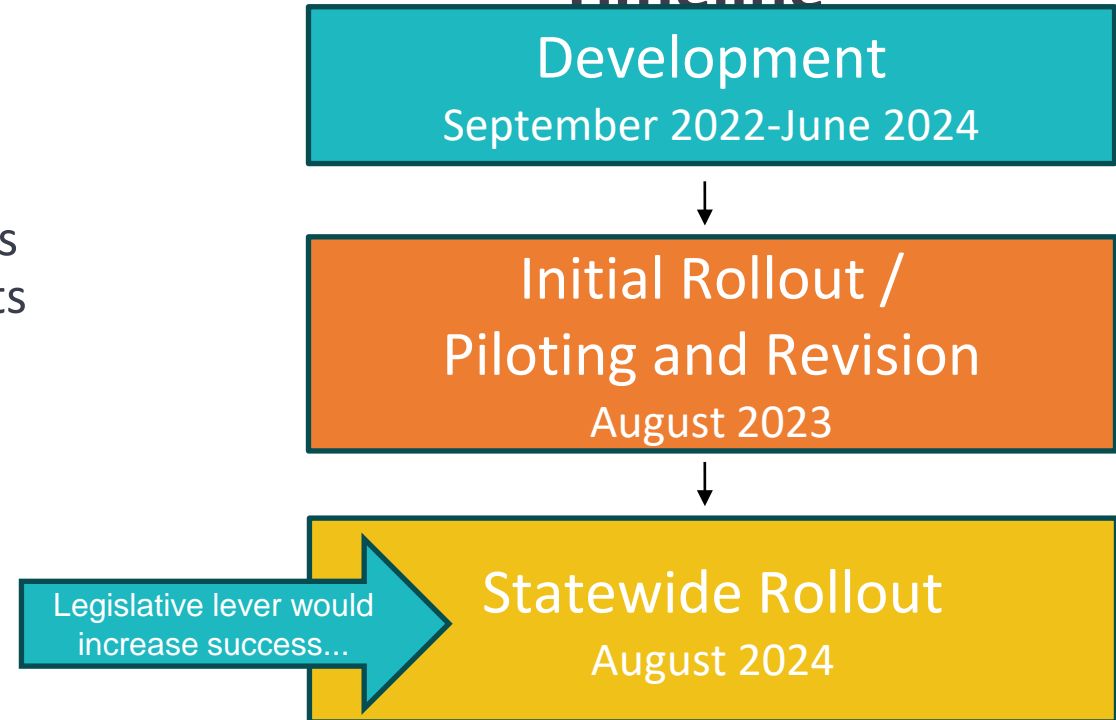 Timeline
Development
September 2022-June 2024
Initial Rollout /
Piloting and Revision
August 2023
Legislative lever would
increase success...
Statewide Rollout
August 2024